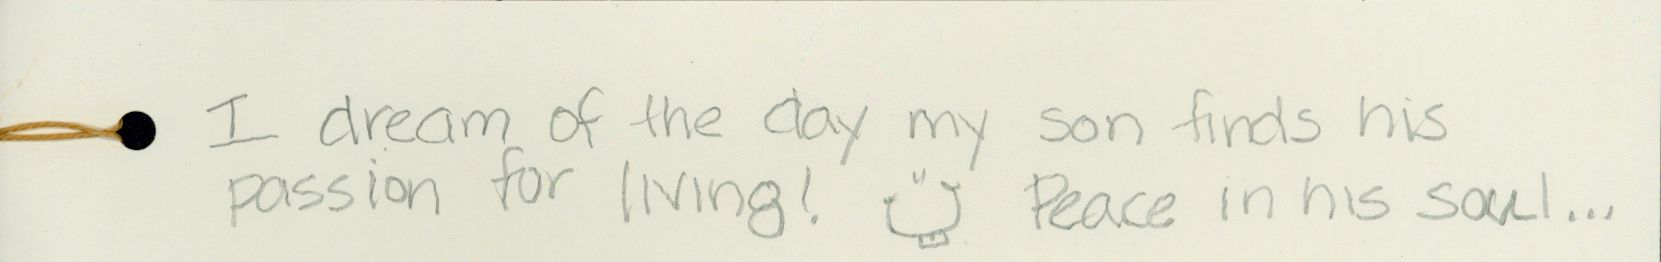 I dream of the day my son finds his
passion for living! Peace in his soul...